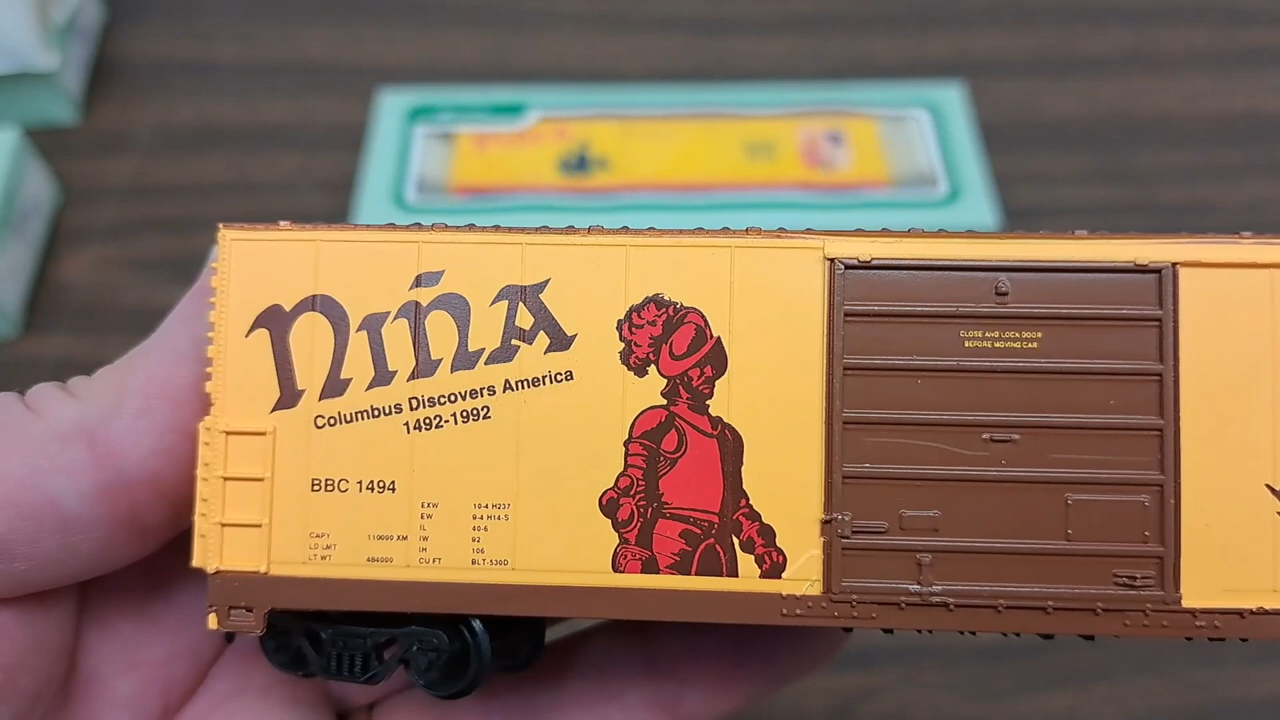 NIÑA
Columbus Discovers America
1492-1992
BBC 1494
CAPY 110000 XM
LD LMT
LT. WT 484000
EXW 10-4 H237
EW 9-4 H14-S
IL 40-6
IW 92
IH 106
CU FT BLT-530D
CLOSE AND LOCK DOOR
BEFORE MOVING CAR